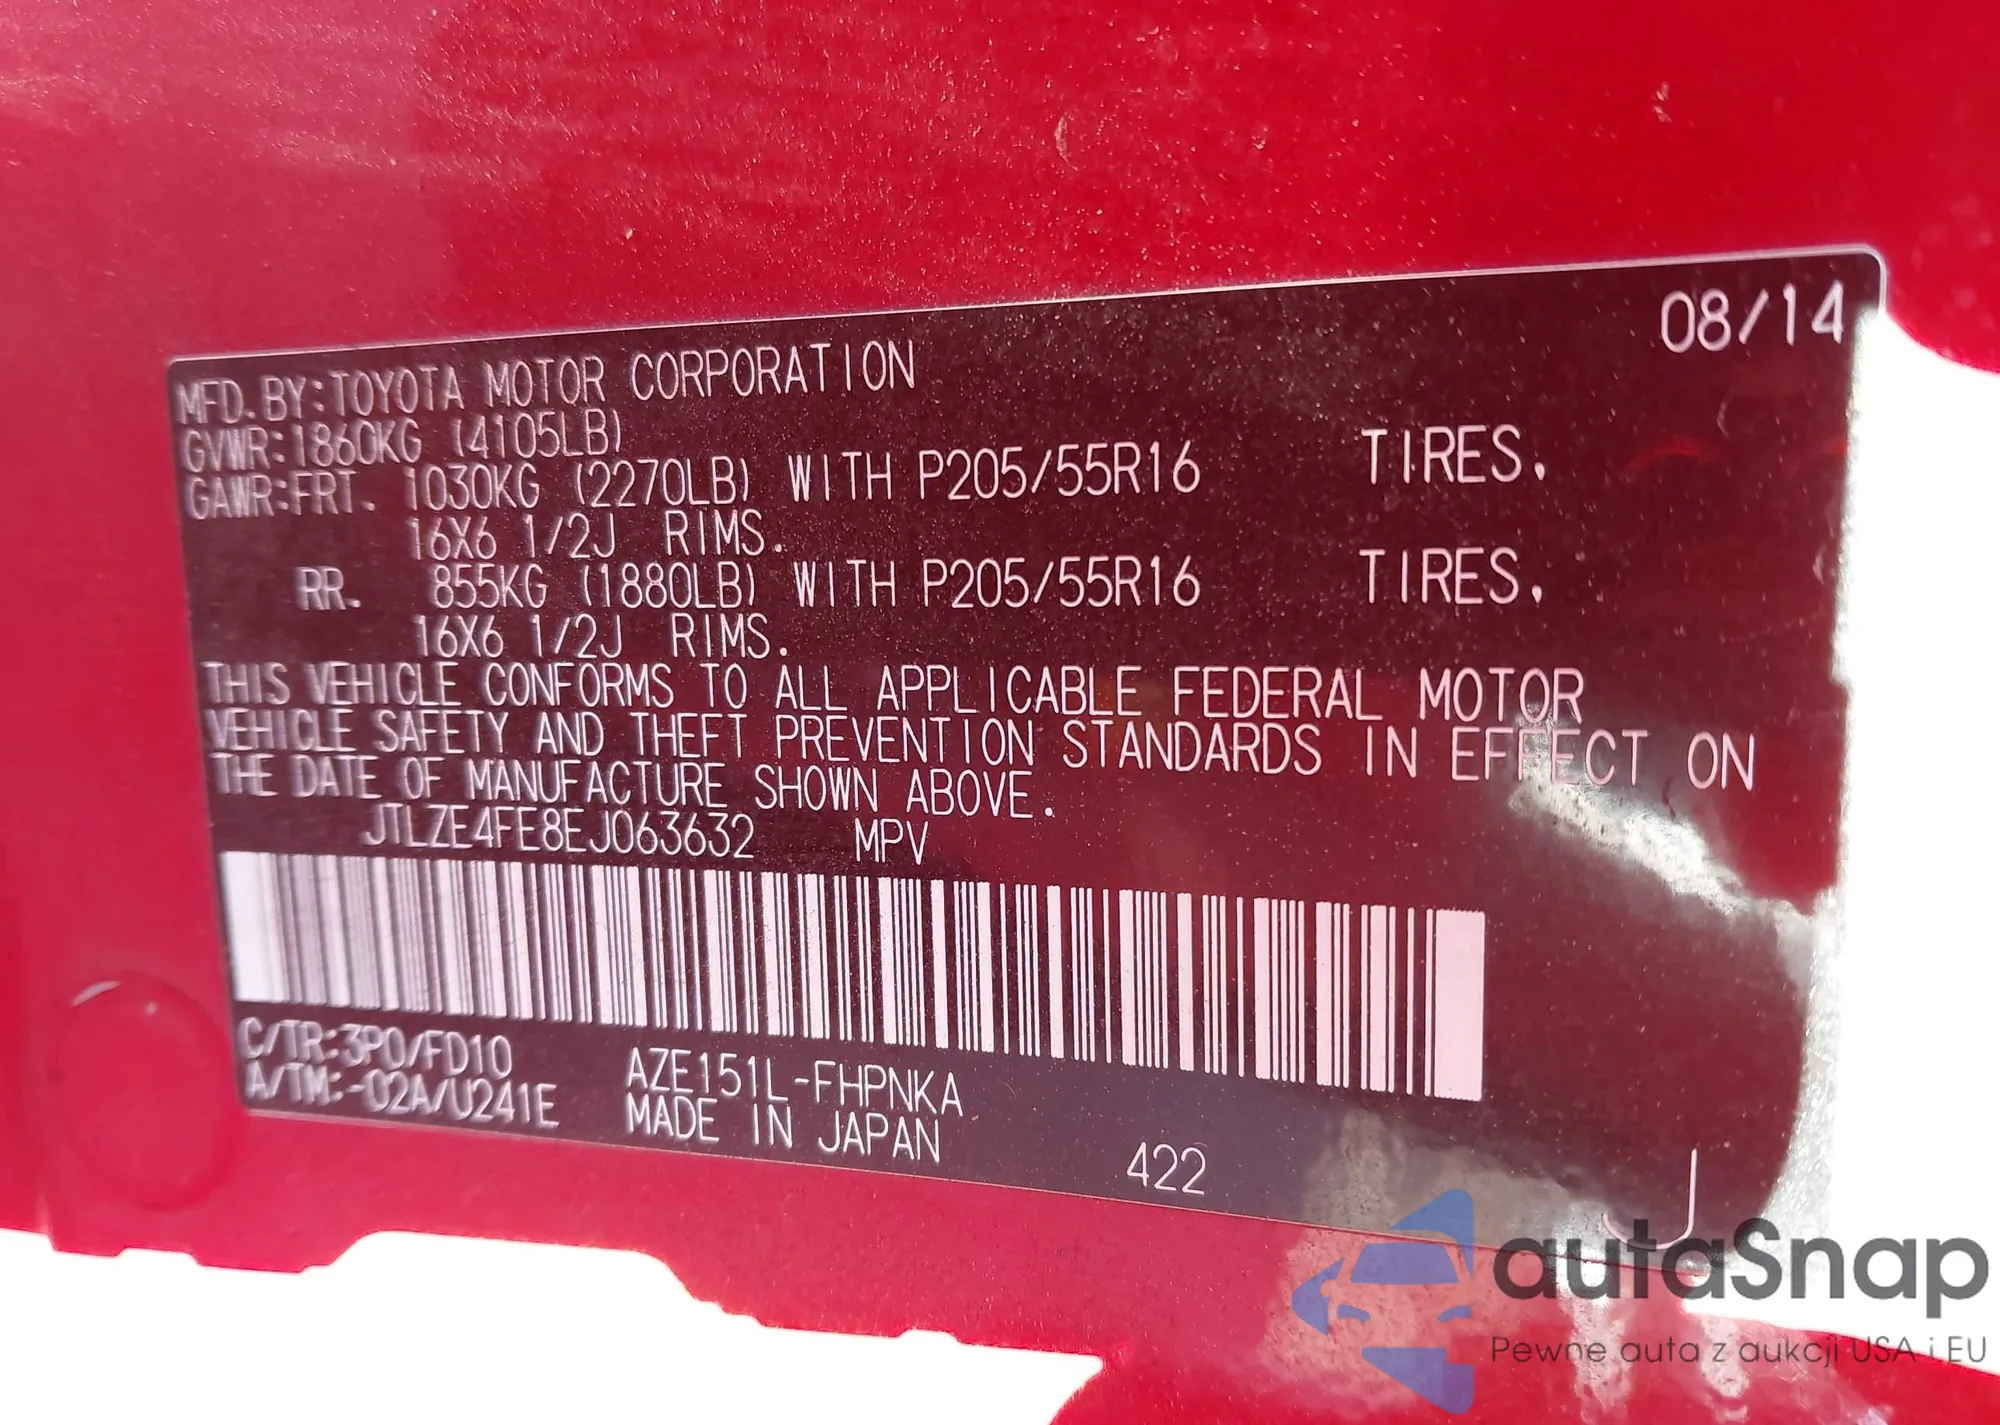 08/14
MFD. BY: TOYOTA MOTOR CORPORATION
GVWR: 1860KG (4105LB)
GAWR: FRT. 1030KG (2270LB) WITH P205/55R16 TIRES.
16X6 1/2J RIMS.
RR. 855KG (1880LB) WITH P205/55R16 TIRES.
16X6 1/2J RIMS.
THIS VEHICLE CONFORMS TO ALL APPLICABLE FEDERAL MOTOR
VEHICLE SAFETY AND THEFT PREVENTION STANDARDS IN EFFECT ON
THE DATE OF MANUFACTURE SHOWN ABOVE.
JTLZE4FE8EJ063632 MPV
C/TR: 3P0/FD10
A/TM: -02A/U241E
AZE151L-FHPNKA
MADE IN JAPAN
422
J
autaSnap
Pewne auta z aukcji USA i EU